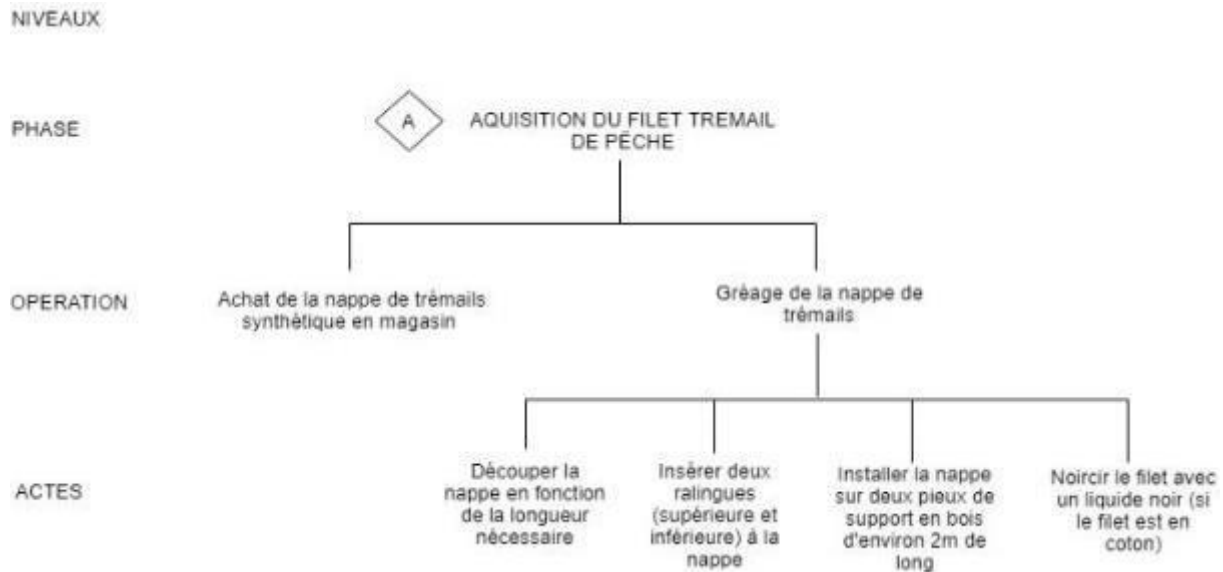 NIVEAUX
PHASE
A
AQUISITION DU FILET TREMAIL
DE PÊCHE
OPERATION
Achat de la nappe de trémails
synthétique en magasin
Gréage de la nappe de
trémails
ACTES
Découper la
nappe en fonction
de la longueur
nécessaire
Insérer deux
ralingues
(supérieure et
inférieure) á la
nappe
Installer la nappe
sur deux pieux de
support en bois
d'environ 2m de
long
Noircir le filet avec
un liquide noir (si
le filet est en
coton)